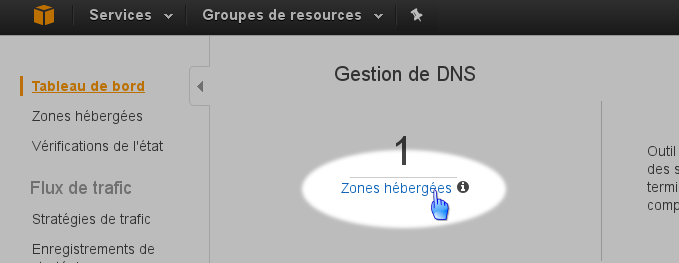 Services
Groupes de resources
Tableau de bord
Zones hébergées
Vérifications de l'état
Flux de trafic
Stratégies de trafic
Enregistrements de
Gestion de DNS
1
Zones hébergées
Outil
des s
termi
comp